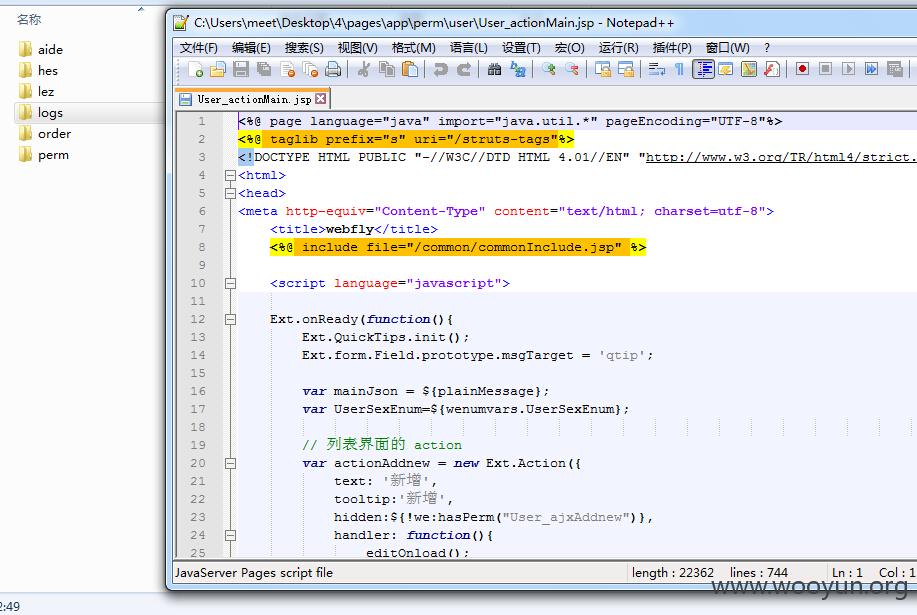 名称
aide
hes
lez
logs
order
perm
2:49
C:\Users\meet\Desktop\4\pages\app\perm\user\User_actionMain.jsp - Notepad++
文件(F) 编辑(E) 搜索(S) 视图(V) 格式(M) 语言(L) 设置(T) 宏(O) 运行(R) 插件(P) 窗口(W) ?
User_actionMain.jsp
1 <%@ page language="java" import="java.util.*" pageEncoding="UTF-8"%>
2 <%@ taglib prefix="s" uri="/struts-tags"%>
3 <!DOCTYPE HTML PUBLIC "-//W3C//DTD HTML 4.01//EN" "http://www.w3.org/TR/html4/strict.
4 <html>
5 <head>
6 <meta http-equiv="Content-Type" content="text/html; charset=utf-8">
7 <title>webfly</title>
8 <%@ include file="/common/commonInclude.jsp" %>
9
10 <script language="javascript">
11
12 Ext.onReady(function(){
13 Ext.QuickTips.init();
14 Ext.form.Field.prototype.msgTarget = 'qtip';
15
16 var mainJson = ${plainMessage};
17 var UserSexEnum=${wenumvars.UserSexEnum};
18
19 // 列表界面的 action
20 var actionAddnew = new Ext.Action({
21 text: '新增',
22 tooltip:'新增',
23 hidden:${!we:hasPerm("User_ajxAddnew")},
24 handler: function(){
25 editOnload();
JavaServer Pages script file length : 22362 lines : 744 Ln : 1 Col : 1
www.wooyun.org